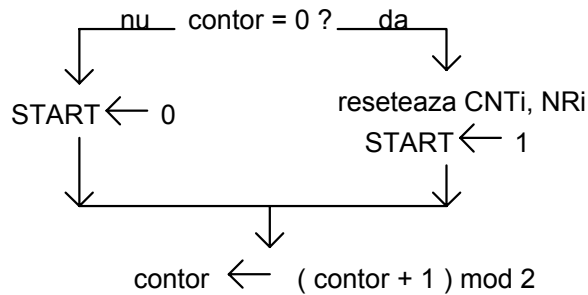 nu contor = 0 ? da
reseteaza CNTi, NRi
START ← 0
START ← 1
contor ← ( contor + 1 ) mod 2